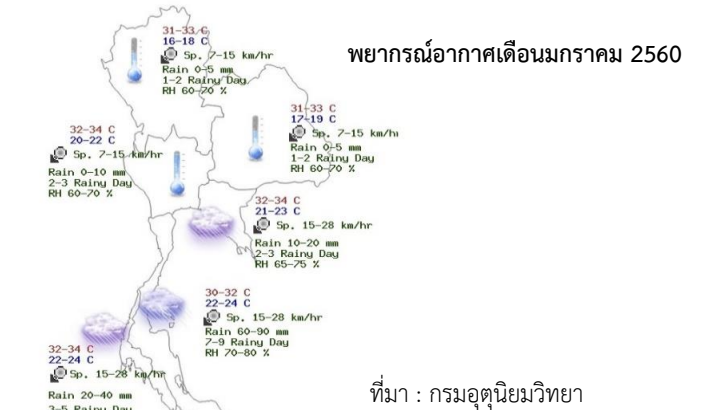 31-33 C
16-18 C
Sp. 7-15 km/hr
Rain 0-5 mm
1-2 Rainy Day
RH 60-70 %
พยากรณ์อากาศเดือนมกราคม 2560
31-33 C
17-19 C
Sp. 7-15 km/h
Rain 0-5 mm
1-2 Rainy Day
RH 60-70 %
32-34 C
20-22 C
Sp. 7-15 km/hr
Rain 0-10 mm
2-3 Rainy Day
RH 60-70 %
32-34 C
21-23 C
Sp. 15-28 km/hr
Rain 10-20 mm
2-3 Rainy Day
RH 65-75 %
30-32 C
22-24 C
Sp. 15-28 km/hr
Rain 60-90 mm
7-9 Rainy Day
RH 70-80 %
32-34 C
22-24 C
Sp. 15-28 km/hr
Rain 20-40 mm
3-5 Rainy Day
ที่มา : กรมอุตุนิยมวิทยา